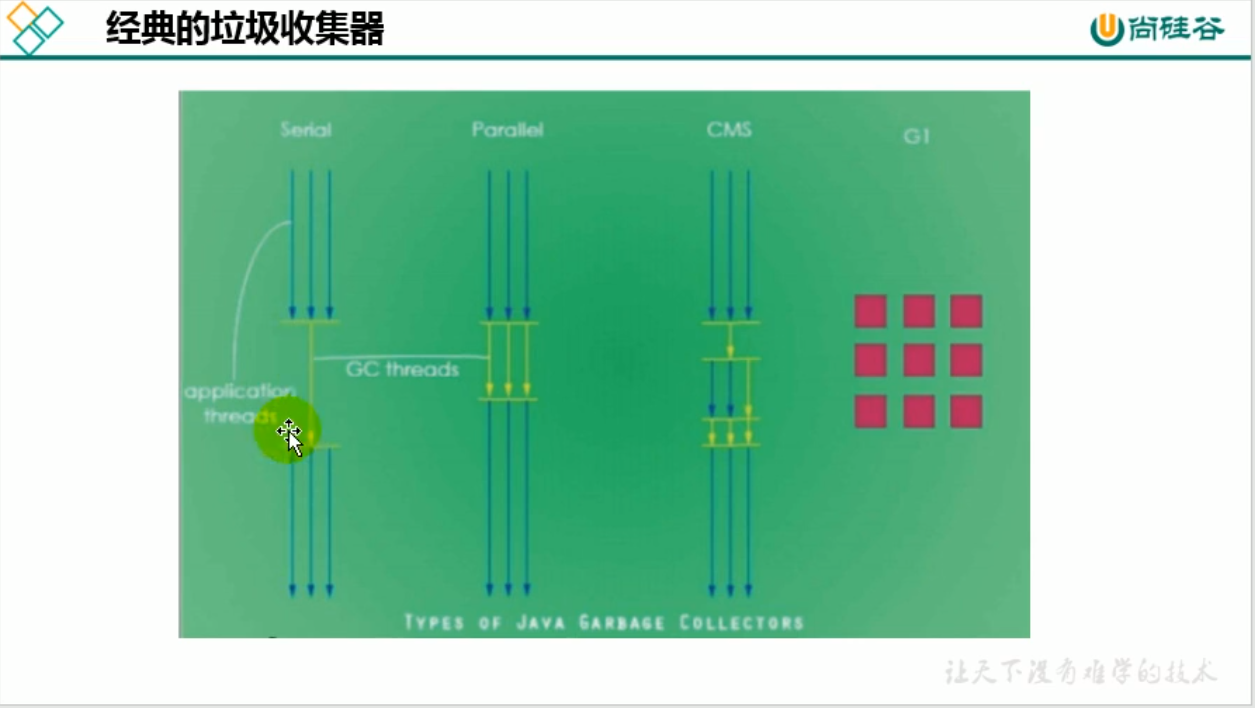 经典的垃圾收集器
尚硅谷
Serial
Parallel
CMS
G1
GC threads
application
threads
TYPES OF JAVA GARBAGE COLLECTORS
让天下没有难学的技术